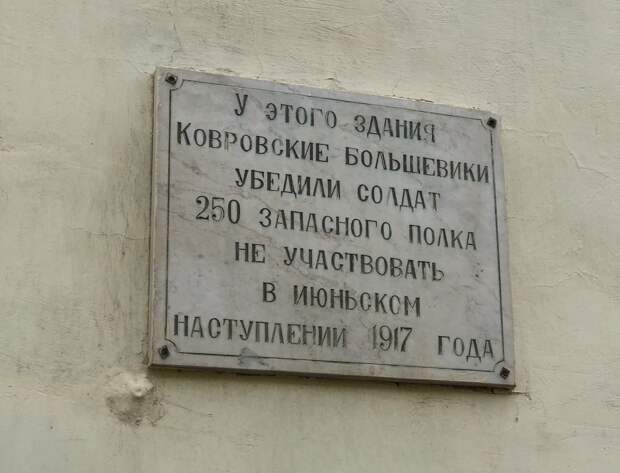 У этого здания
Ковровские большевики
убедили солдат
250 запасного полка
не участвовать
в июньском
наступлении 1917 года